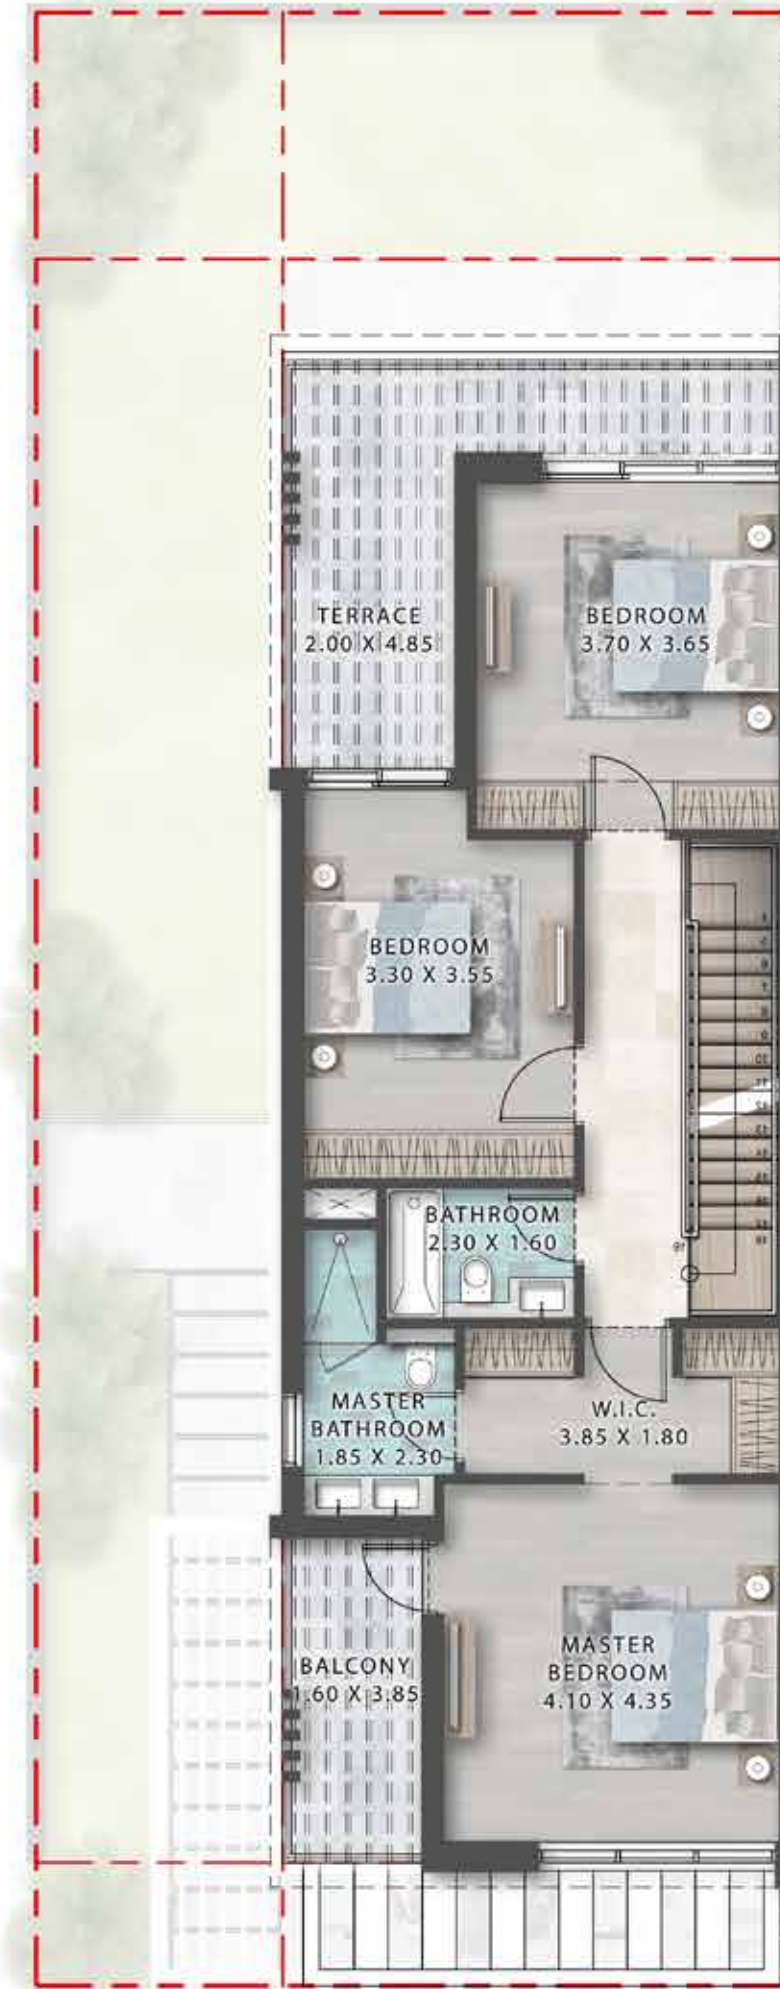 TERRACE
2.00 X 4.85
BEDROOM
3.70 X 3.65
BEDROOM
3.30 X 3.55
BATHROOM
2.30 X 1.60
MASTER
BATHROOM
1.85 X 2.30
W.I.C.
3.85 X 1.80
MASTER
BEDROOM
4.10 X 4.35
BALCONY
1.60 X 3.85